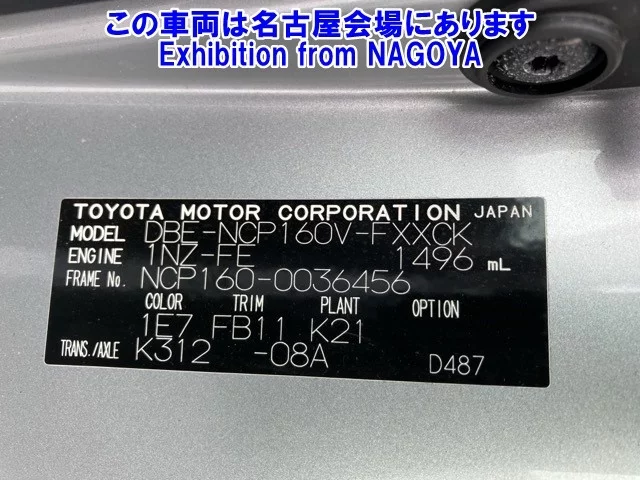 この車両は名古屋会場にあります
Exhibition from NAGOYA
TOYOTA MOTOR CORPORATION JAPAN
MODEL DBE-NCP160V-FXXCK
ENGINE 1NZ-FE 1496 mL
FRAME No. NCP160-0036456
COLOR TRIM PLANT OPTION
1E7 FB11 K21
TRANS./AXLE K312 -08A D487